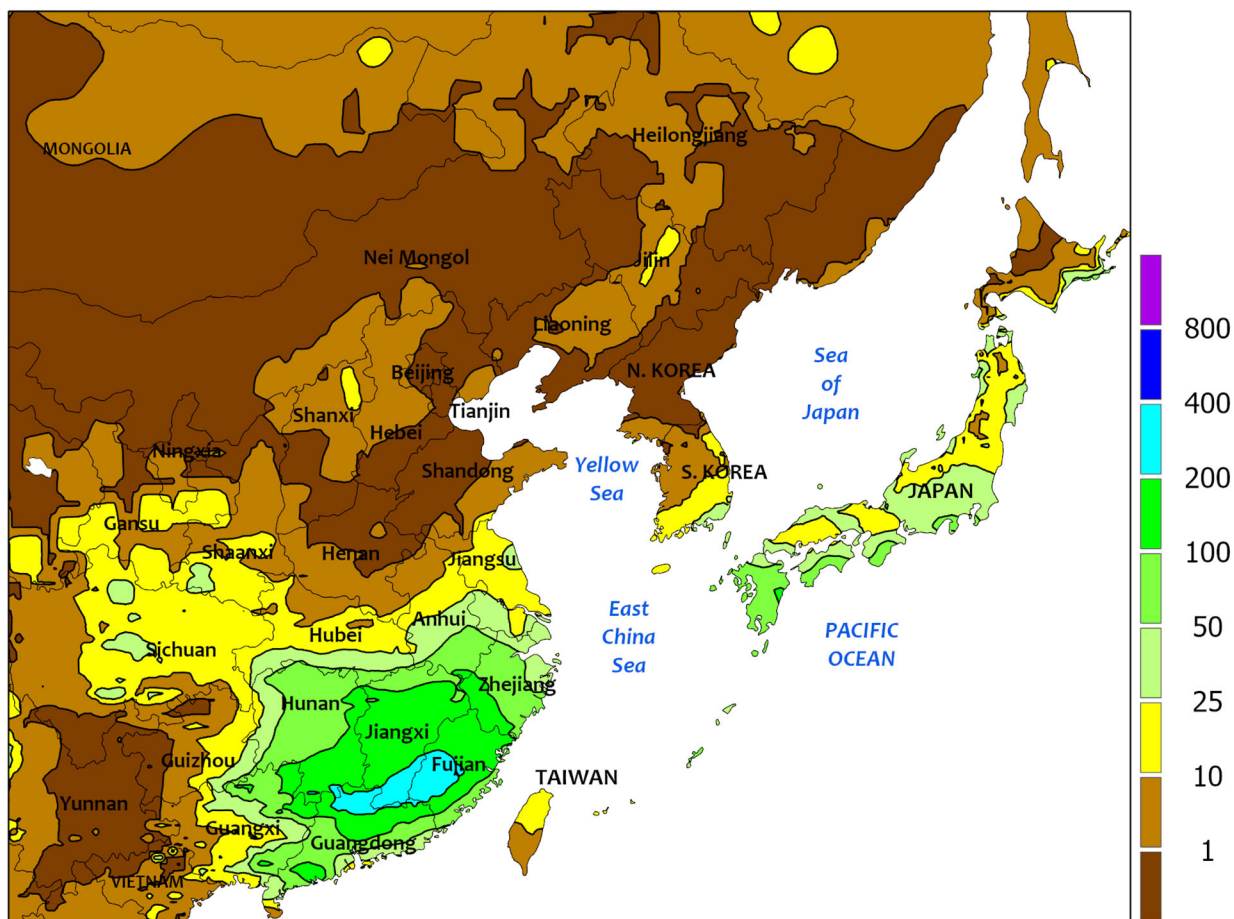 Heilongjiang
MONGOLIA
Nei Mongol
Jilin
Liaoning
Sea
of
Japan
800
400
200
100
50
25
10
1
Beijing
N. KOREA
Shanxi
Tianjin
Hebei
Ningxia
Shandong
Yellow
Sea
S. KOREA
JAPAN
Gansu
Shaanxi
Henan
Jiangsu
Anhui
Hubei
East
China
Sea
PACIFIC
OCEAN
Sichuan
Zhejiang
Hunan
Jiangxi
Guizhou
Fujian
TAIWAN
Yunnan
Guangxi
Guangdong
VIETNAM